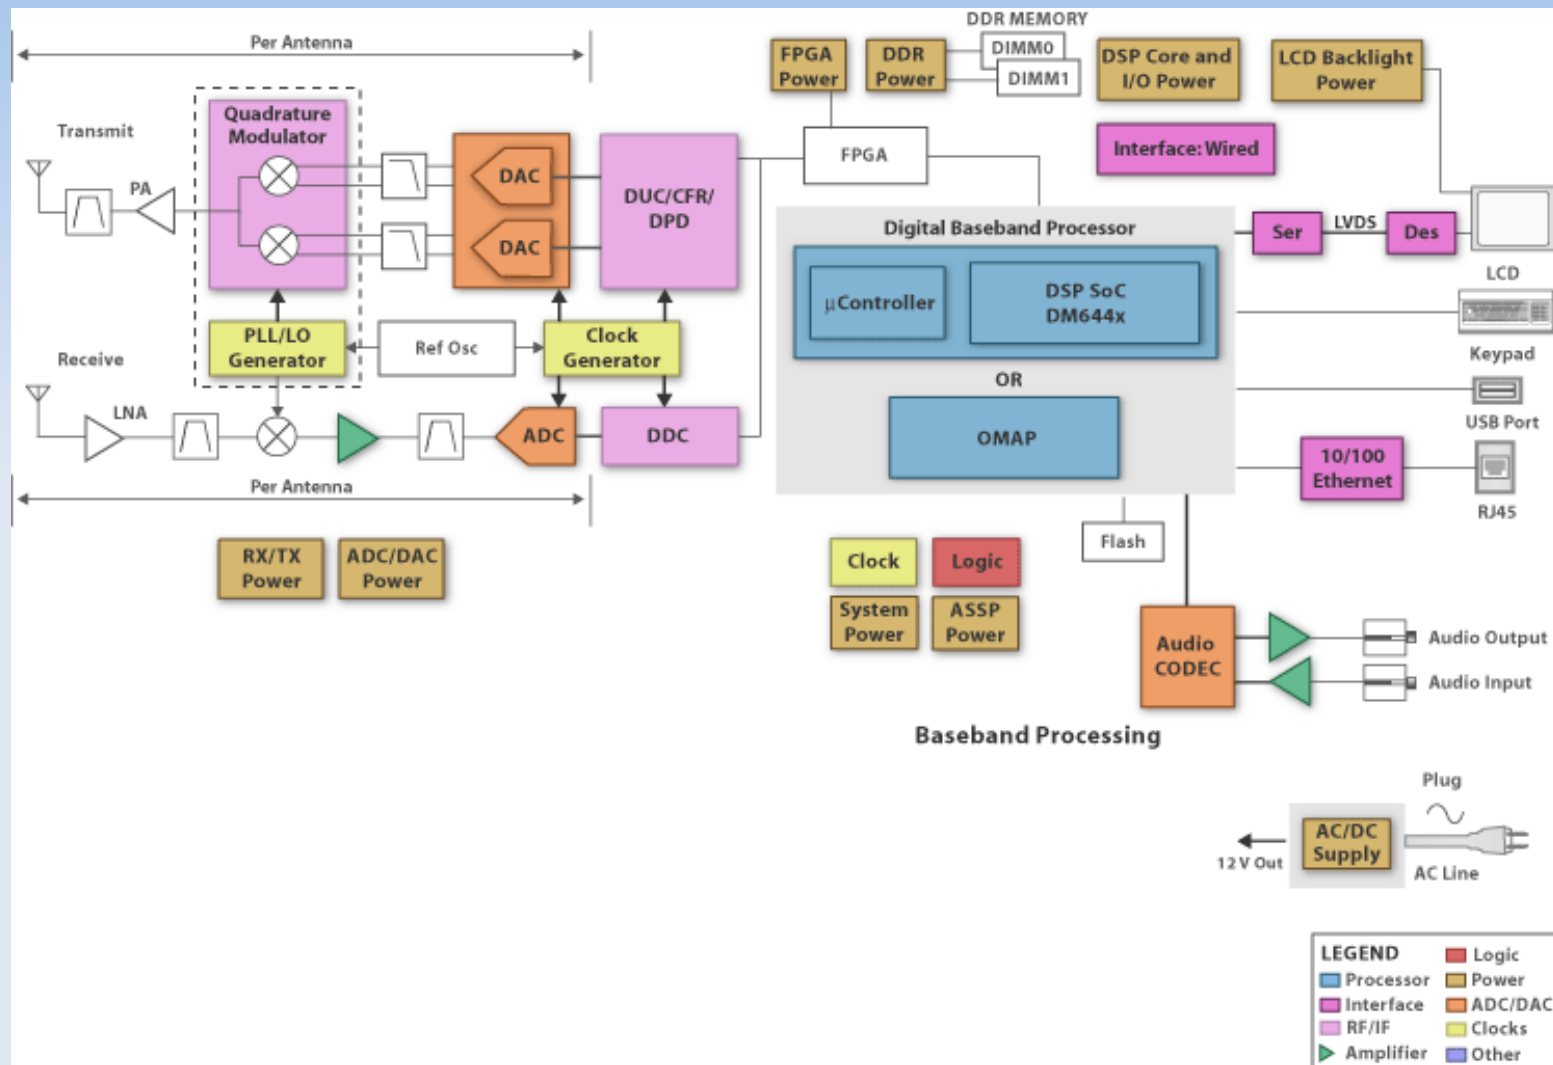 Per Antenna
Transmit
PA
Quadrature
Modulator
DAC
DAC
DUC/CFR/
DPD
PLL/LO
Generator
Ref Osc
Clock
Generator
Receive
LNA
ADC
DDC
Per Antenna
RX/TX
Power
ADC/DAC
Power
FPGA
Power
DDR
Power
DDR MEMORY
DIMM0
DIMM1
DSP Core and
I/O Power
LCD Backlight
Power
FPGA
Interface: Wired
Digital Baseband Processor
µController
DSP SoC
DM644x
OR
OMAP
Ser
LVDS
Des
LCD
Keypad
USB Port
10/100
Ethernet
RJ45
Flash
Clock
Logic
System
Power
ASSP
Power
Audio
CODEC
Audio Output
Audio Input
Baseband Processing
Plug
AC/DC
Supply
12 V Out
AC Line
LEGEND
Processor
Interface
RF/IF
Amplifier
Logic
Power
ADC/DAC
Clocks
Other